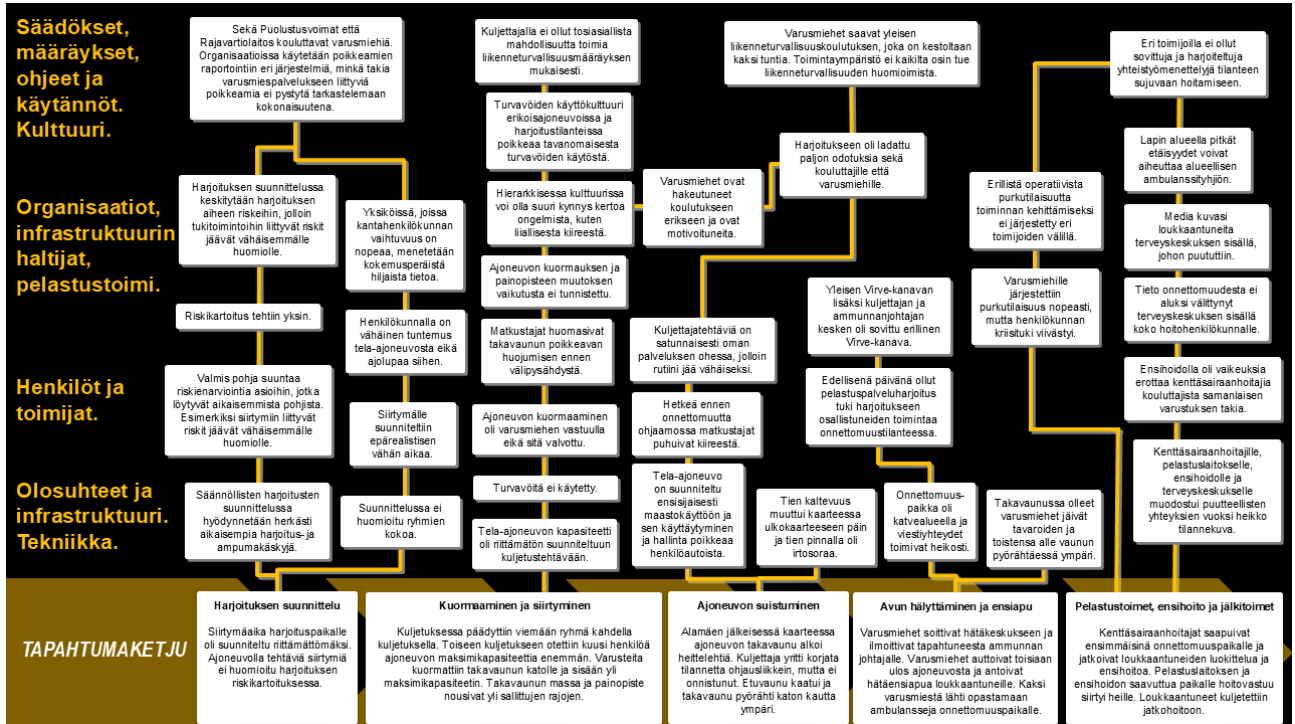 Säädökset,
määräykset,
ohjeet ja
käytännöt.
Kulttuuri.
Organisaatiot,
infrastruktuurin
haltijat,
pelastustoimi.
Henkilöt ja
toimijat.
Olosuhteet ja
infrastruktuuri.
Tekniikka.
TAPAHTUMAKETJU
Sekä Puolustusvoimat että
Rajavartiolaitos kouluttavat varusmiehiä.
Organisaatioissa käytetään poikkeamien
raportointiin eri järjestelmiä, minkä takia
varusmiespalvelukseen liittyviä
poikkeamia ei pystytä tarkastelemaan
kokonaisuutena.
Harjoituksen suunnittelussa
keskitytään harjoituksen
aiheen riskeihin, jolloin
tukitoimintoihin liittyvät riskit
jäävät vähäisemmälle
huomiolle.
Riskikartoitus tehtiin yksin.
Valmis pohja suuntaa
riskienarviointia asioihin, jotka
löytyvät aikaisemmista pohjista.
Esimerkiksi siirtymiin liittyvät
riskit jäävät vähäisemmälle
huomiolle.
Säännöllisten harjoitusten
suunnittelussa
hyödynnetään herkästi
aikaisempia harjoitus- ja
ampumakäskyjä.
Yksiköissä, joissa
kantahenkilökunnan
vaihtuvuus on
nopeaa, menetetään
kokemusperäistä
hiljaista tietoa.
Henkilökunnalla on
vähäinen tuntemus
tela-ajoneuvosta eikä
ajolupaa siihen.
Siirtymälle
suunniteltiin
epärealistisen
vähän aikaa.
Suunnittelussa ei
huomioitu ryhmien
kokoa.
Harjoituksen suunnittelu
Siirtymäaika harjoituspaikalle
oli suunniteltu riittämättömäksi.
Ajoneuvolla tehtäviä siirtymiä
ei huomioitu harjoituksen
riskikartoituksessa.
Kuljettajalla ei ollut tosiasiallista
mahdollisuutta toimia
liikenneturvallisuusmääräyksen
mukaisesti.
Turvavöiden käyttökulttuuri
erikoisajoneuvoissa ja
harjoitustilanteissa
poikkeaa tavanomaisesta
turvavöiden käytöstä.
Hierarkkisessa kulttuurissa
voi olla suuri kynnys kertoa
ongelmista, kuten
liiallisesta kiireestä.
Ajoneuvon kuormauksen ja
painopisteen muutoksen
vaikutusta ei tunnistettu.
Matkustajat huomasivat
takavaunun poikkeavan
huojumisen ennen
välipysähdystä.
Ajoneuvon kuormaaminen
oli varusmiehen vastuulla
eikä sitä valvottu.
Turvavöitä ei käytetty.
Tela-ajoneuvon kapasiteetti
oli riittämätön suunniteltuun
kuljetustehtävään.
Kuormaaminen ja siirtyminen
Kuljetuksessa päädyttiin viemään ryhmä kahdella
kuljetuksella. Toiseen kuljetukseen otettiin kuusi henkilöä
ajoneuvon maksimikapasiteettia enemmän. Varusteita
kuormattiin takavaunun katolle ja sisään yli
maksimikapasiteetin. Takavaunun massa ja painopiste
nousivat yli sallittujen rajojen.
Varusmiehet saavat yleisen
liikenneturvallisuuskoulutuksen, joka on kestoltaan
kaksi tuntia. Toimintaympäristö ei kaikilta osin tue
liikenneturvallisuuden huomioimista.
Harjoitukseen oli ladattu
paljon odotuksia sekä
kouluttajille että
varusmiehille.
Varusmiehet ovat
hakeutuneet
koulutukseen
erikseen ja ovat
motivoituneita.
Kuljettajatehtäviä on
satunnaisesti oman
palveluksen ohessa, jolloin
rutiini jää vähäiseksi.
Hetkeä ennen
onnettomuutta
ohjaamossa matkustajat
puhuivat kiireestä.
Tela-ajoneuvo
on suunniteltu
ensisijaisesti
maastokäyttöön ja
sen käyttäytyminen
ja hallinta poikkeaa
henkilöautoista.
Tien kaltevuus
muuttui kaarteessa
ulokaarteeseen päin
ja tien pinnalla oli
irtosoraa.
Ajoneuvon suistuminen
Alamäen jälkeisessä kaarteessa
ajoneuvon takavaunu alkoi
heittelehtiä. Kuljettaja yritti korjata
tilannetta ohjausliikkein, mutta ei
onnistunut. Etuvaunu kaatui ja
takavaunu pyörähti katon kautta
ympäri.
Yleisen Virve-kanavan
lisäksi kuljettajan ja
ammunnanjohtajan
kesken oli sovittu erillinen
Virve-kanava.
Edellisenä päivänä ollut
pelastuspalveluharjoitus
tuki harjoitukseen
osallistuneiden toimintaa
onnettomuustilanteessa.
Onnettomuus-
paikka oli
katvealueella ja
viestiyhteydet
toimivat heikosti.
Takavaunussa olleet
varusmiehet jäivät
tavaroiden ja
toistensa alle vaunun
pyörähtäessä ympäri.
Avun hälyttäminen ja ensiapu
Varusmiehet soittivat hätäkeskukseen ja
ilmoittivat tapahtuneesta ammunnan
johtajalle. Varusmiehet auttoivat toisiaan
ulos ajoneuvosta ja antoivat
hätäensiapua loukkaantuneille. Kaksi
varusmiestä lähti opastamaan
ambulansseja onnettomuuspaikalle.
Eri toimijoilla ei ollut
sovittuja ja harjoiteltuja
yhteistyömenettelyjä tilanteen
sujuvaan hoitamiseen.
Erillistä operatiivista
purkutilaisuutta
toiminnan kehittämiseksi
ei järjestetty eri
toimijoiden välillä.
Varusmiehille
järjestettiin
purkutilaisuus nopeasti,
mutta henkilökunnan
kriisituki viivästyi.
Lapin alueella pitkät
etäisyydet voivat
aiheuttaa alueellisen
ambulanssityhjiön.
Media kuvasi
loukkaantuneita
terveyskeskuksen sisällä,
johon puututtiin.
Tieto onnettomuudesta ei
aluksi välittynyt
terveyskeskuksen sisällä
koko hoitohenkilökunnalle.
Ensihoidolla oli vaikeuksia
erottaa kenttäsairaanhoitajia
kouluttajista samanlaisen
varustuksen takia.
Kenttäsairaanhoitajille,
pelastuslaitokselle,
ensihoidolle ja
terveyskeskukselle
muodostui puutteellisten
yhteyksien vuoksi heikko
tilannekuva.
Pelastustoimet, ensihoito ja jälkitoimet
Kenttäsairaanhoitajat saapuivat
ensimmäisinä onnettomuuspaikalle ja
jatkoivat loukkaantuneiden luokittelua ja
ensihoitoa. Pelastuslaitoksen ja
ensihoidon saavuttua paikalle hoitovastuu
siirtyi heille. Loukkaantuneet kuljetettiin
jatkohoitoon.